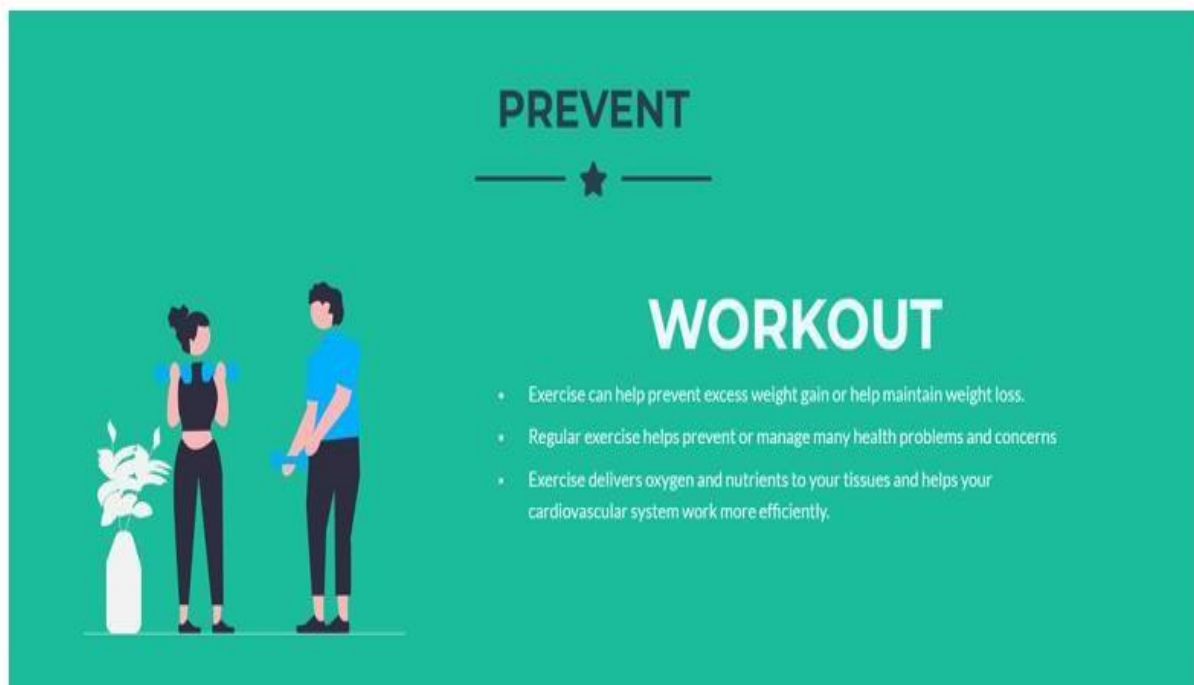 PREVENT
WORKOUT
• Exercise can help prevent excess weight gain or help maintain weight loss.
• Regular exercise helps prevent or manage many health problems and concerns
• Exercise delivers oxygen and nutrients to your tissues and helps your
cardiovascular system work more efficiently.